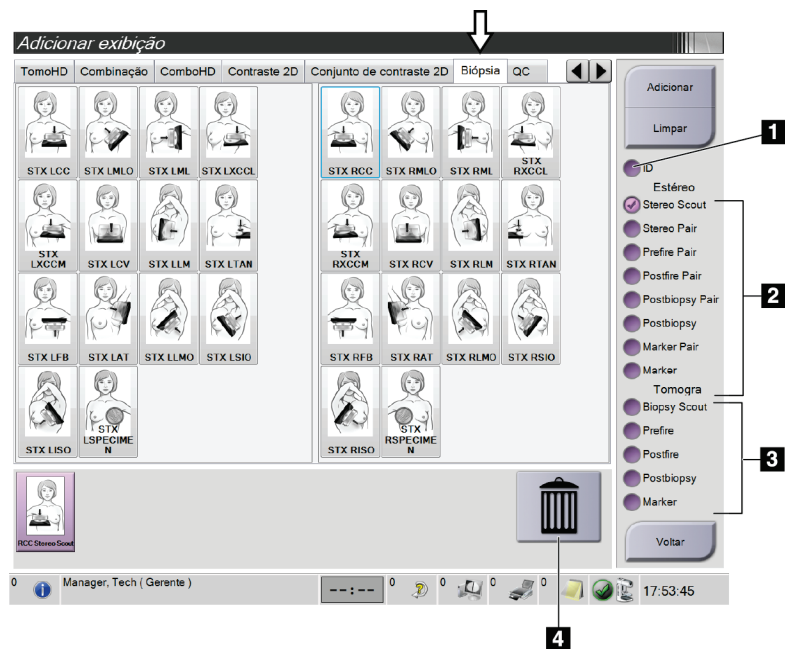 Adicionar exibição
TomoHD Combinação ComboHD Contraste 2D Conjunto de contraste 2D Biópsia QC
Adicionar
Limpar
1
STX LCC STX LMLO STX LML STX LXCCL
STX RCC STX RMLO STX RML STX RXCCL
ID
Estéreo
Stereo Scout
Stereo Pair
Prefire Pair
Postfire Pair
Postbiopsy Pair
Postbiopsy
Marker Pair
Marker
2
STX LXCCM STX LCV STX LLM STX LTAN
STX RXCCM STX RCV STX RLM STX RTAN
STX LFB STX LAT STX LLMO STX LSIO
STX RFB STX RAT STX RLMO STX RSIO
Tomogra
Biopsy Scout
Prefire
Postfire
Postbiopsy
Marker
3
STX LISO STX LSPECIMEN
STX RISO STX RSPECIMEN
RCC Stereo Scout
Voltar
0 Manager, Tech ( Gerente ) --:-- 0 0 0 0 17:53:45
4